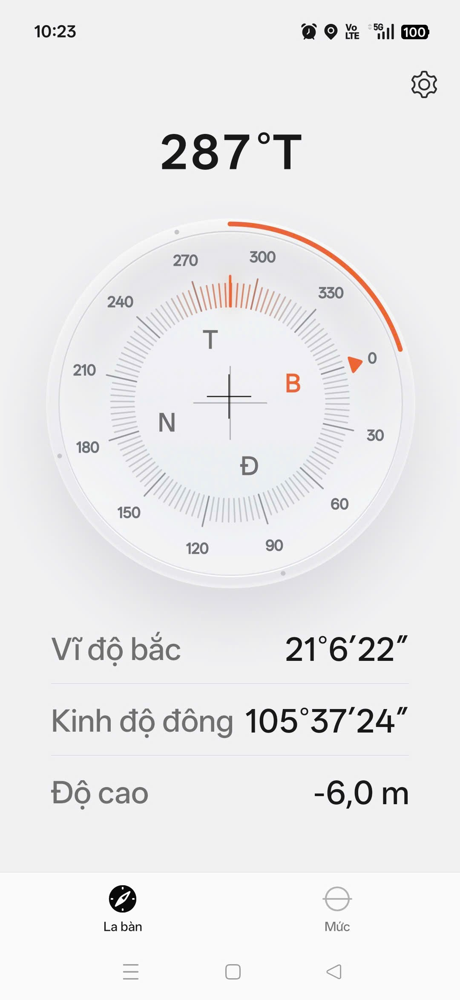 10:23 Vo LTE 5G 100
287°T
270 300
240 330
T
210 0
B
N
180 30
Đ
150 60
120 90
Vĩ độ bắc 21°6′22″
Kinh độ đông 105°37′24″
Độ cao -6,0 m
La bàn Mức